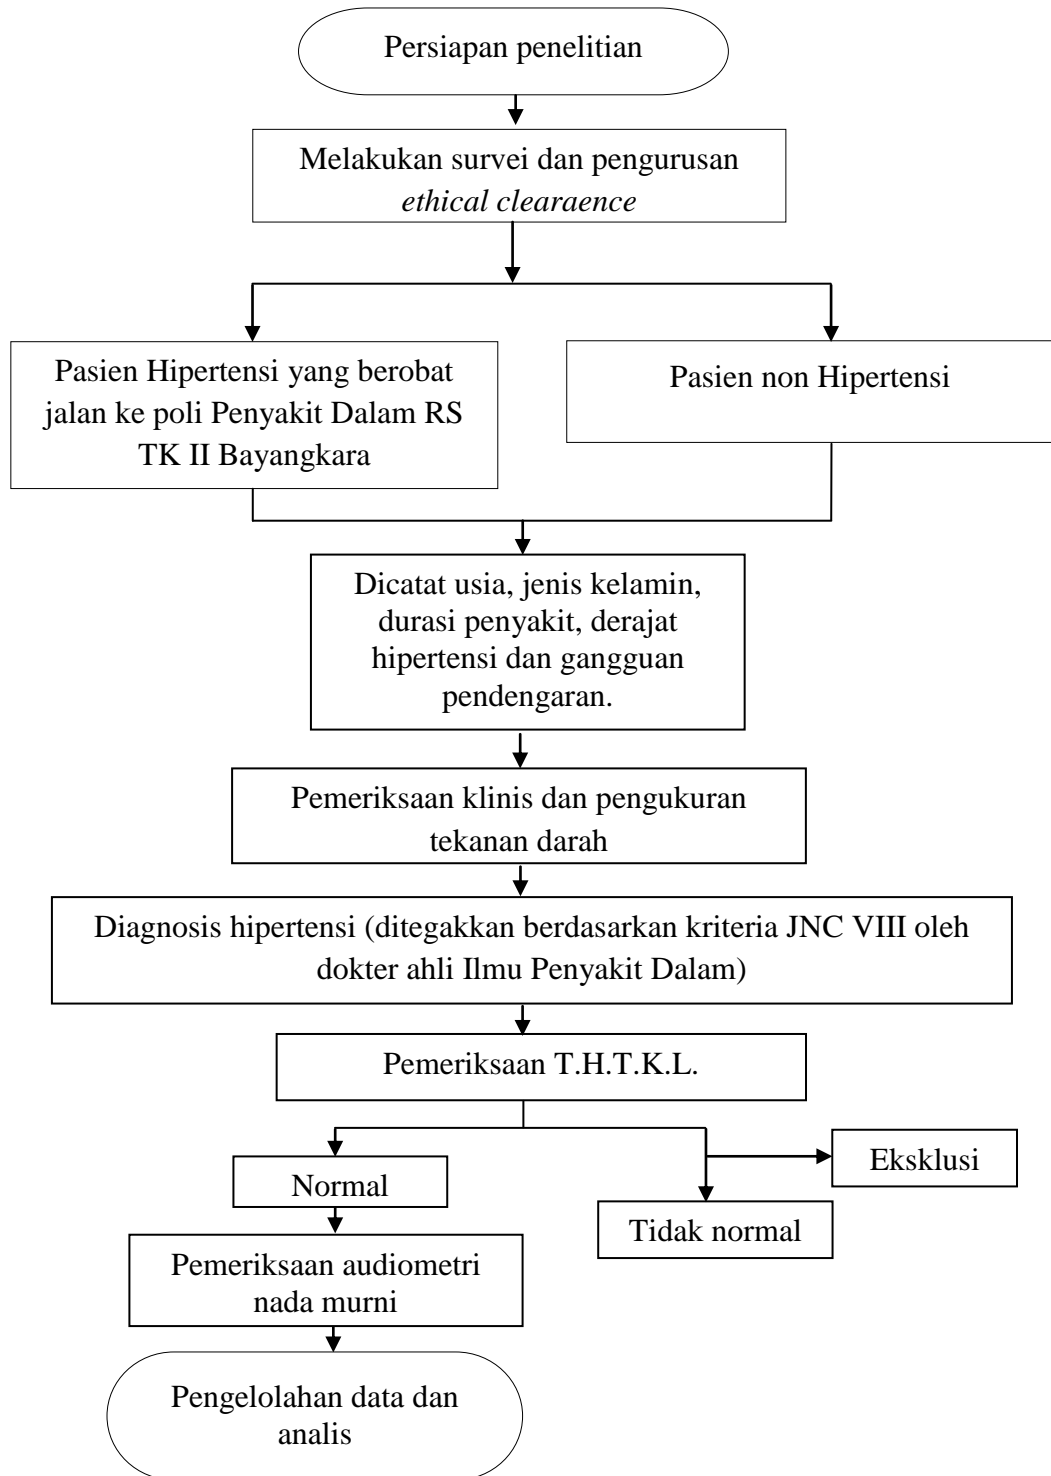 Persiapan penelitian
Melakukan survei dan pengurusan
ethical clearaence
Pasien Hipertensi yang berobat
jalan ke poli Penyakit Dalam RS
TK II Bayangkara
Pasien non Hipertensi
Dicatat usia, jenis kelamin,
durasi penyakit, derajat
hipertensi dan gangguan
pendengaran.
Pemeriksaan klinis dan pengukuran
tekanan darah
Diagnosis hipertensi (ditegakkan berdasarkan kriteria JNC VIII oleh
dokter ahli Ilmu Penyakit Dalam)
Pemeriksaan T.H.T.K.L.
Eksklusi
Normal
Tidak normal
Pemeriksaan audiometri
nada murni
Pengelolahan data dan
analis